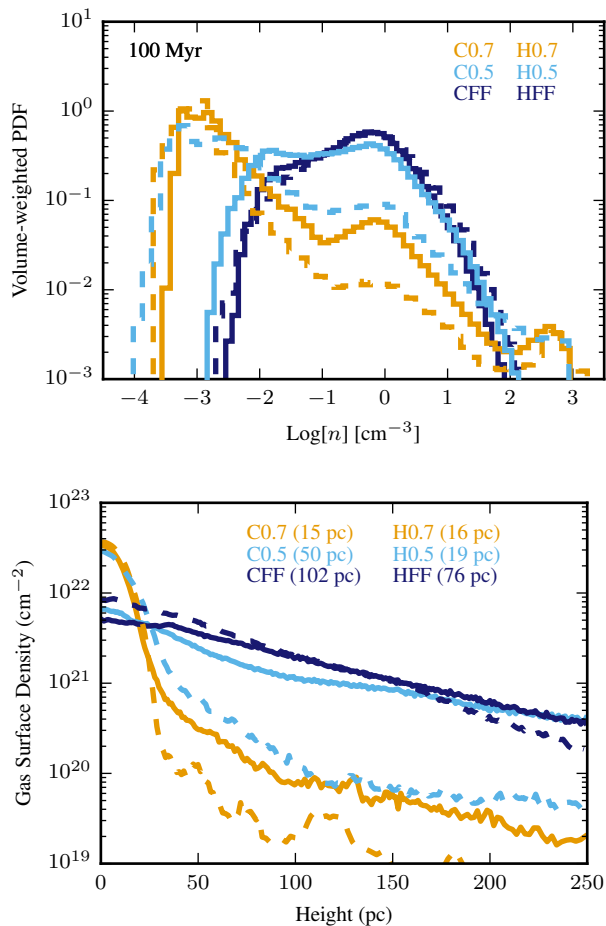 100 Myr
C0.7 H0.7
C0.5 H0.5
CFF HFF
Volume-weighted PDF
10^1
10^0
10^−1
10^−2
10^−3
−4 −3 −2 −1 0 1 2 3
Log[n] [cm^−3]
C0.7 (15 pc) H0.7 (16 pc)
C0.5 (50 pc) H0.5 (19 pc)
CFF (102 pc) HFF (76 pc)
Gas Surface Density (cm^−2)
10^23
10^22
10^21
10^20
10^19
0 50 100 150 200 250
Height (pc)